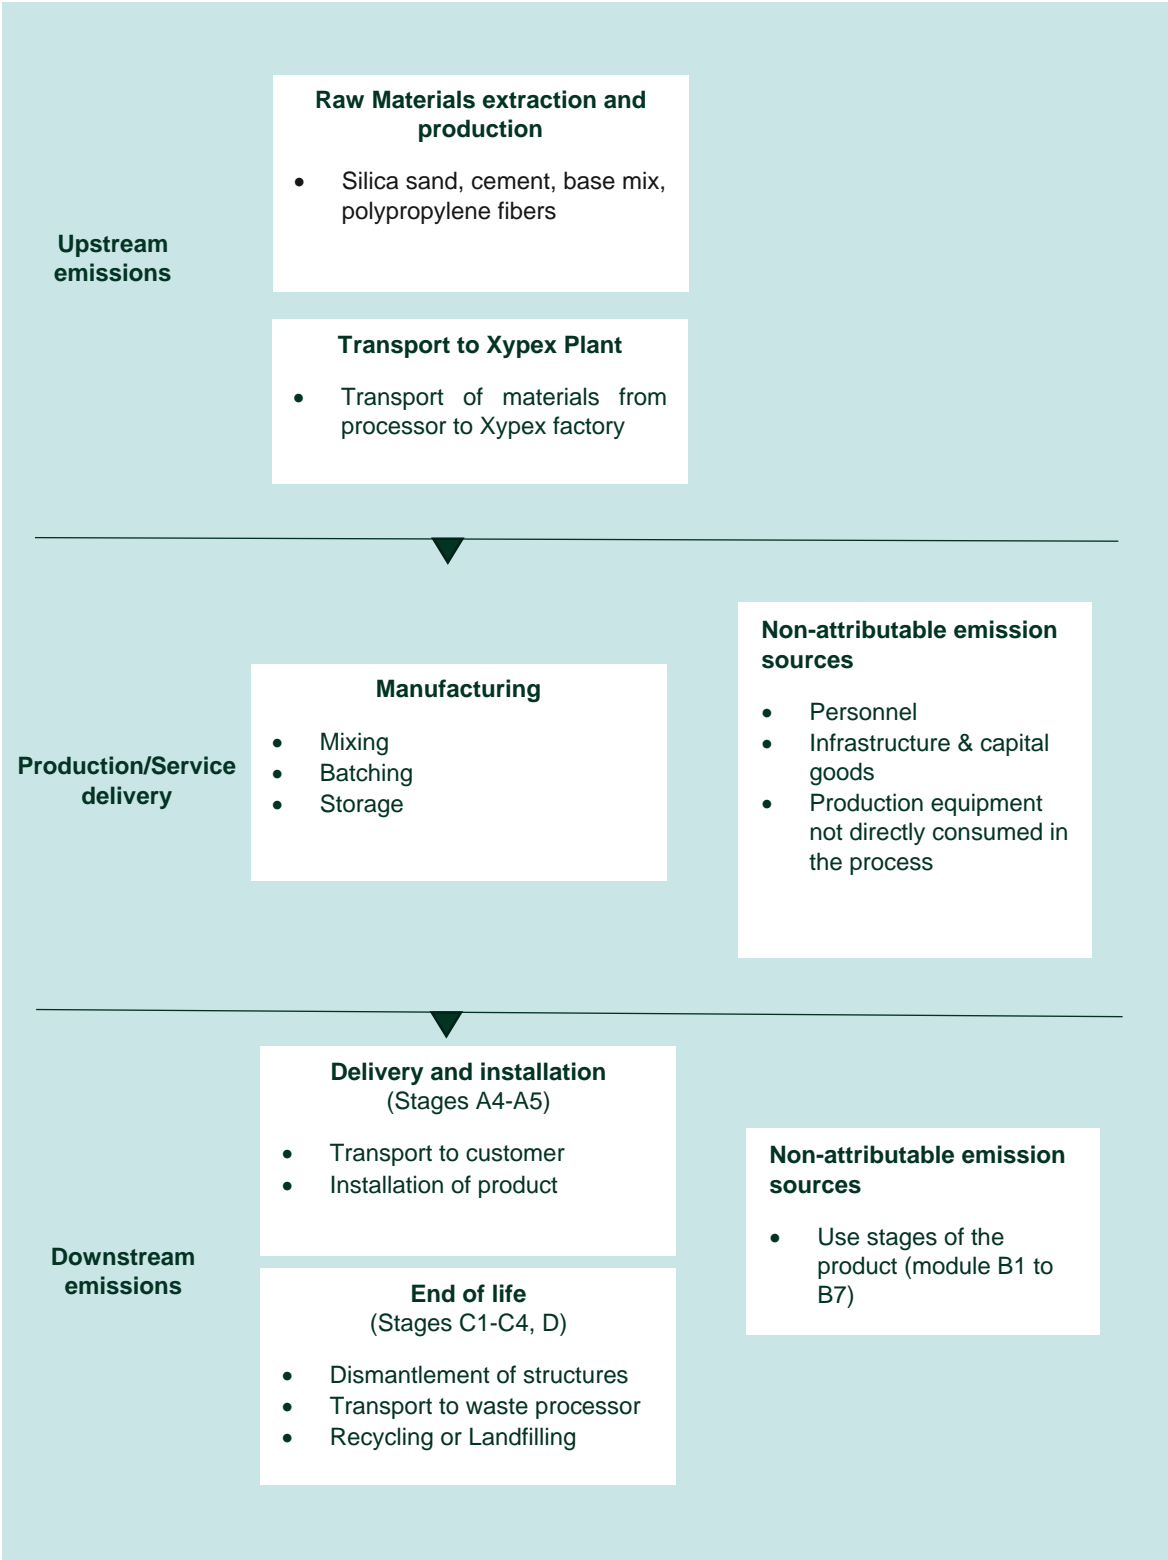 Raw Materials extraction and
production
• Silica sand, cement, base mix,
polypropylene fibers
Upstream
emissions
Transport to Xypex Plant
• Transport of materials from
processor to Xypex factory
Non-attributable emission
sources
• Personnel
• Infrastructure & capital
goods
• Production equipment
not directly consumed in
the process
Manufacturing
• Mixing
• Batching
• Storage
Production/Service
delivery
Delivery and installation
(Stages A4-A5)
• Transport to customer
• Installation of product
Non-attributable emission
sources
• Use stages of the
product (module B1 to
B7)
Downstream
emissions
End of life
(Stages C1-C4, D)
• Dismantlement of structures
• Transport to waste processor
• Recycling or Landfilling